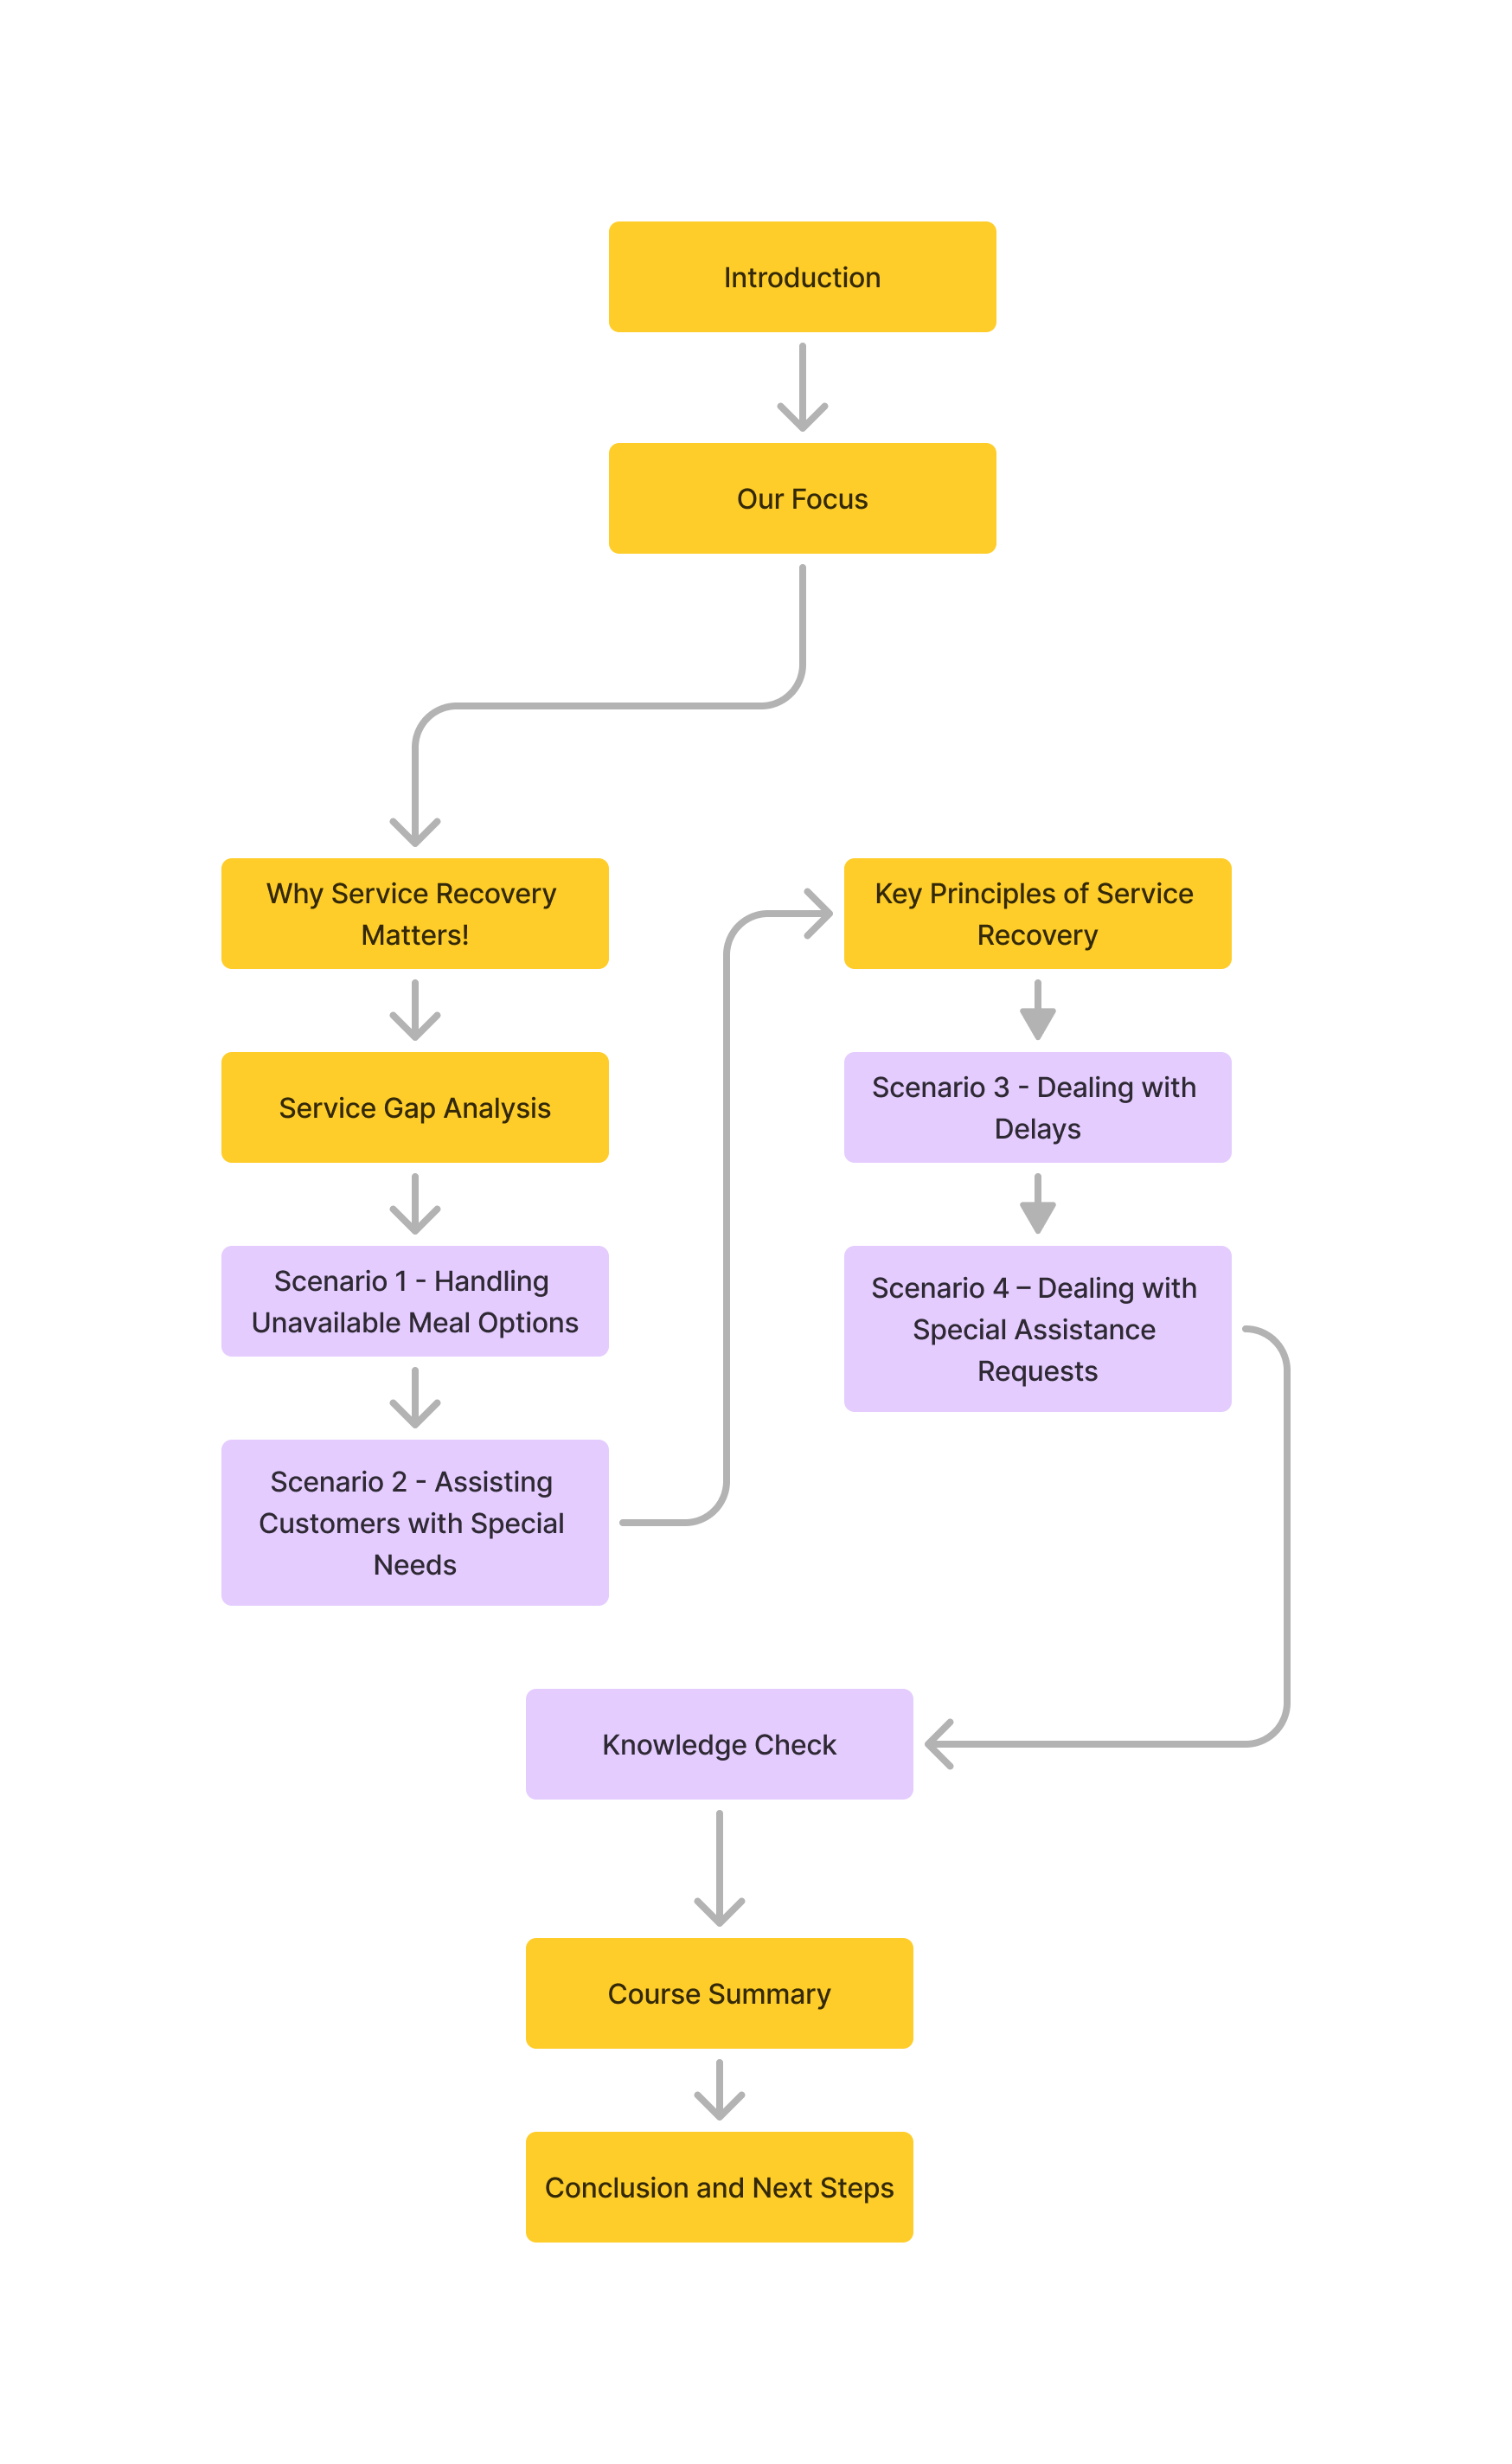 Introduction
Our Focus
Why Service Recovery
Matters!
Service Gap Analysis
Scenario 1 - Handling
Unavailable Meal Options
Scenario 2 - Assisting
Customers with Special
Needs
Key Principles of Service
Recovery
Scenario 3 - Dealing with
Delays
Scenario 4 – Dealing with
Special Assistance
Requests
Knowledge Check
Course Summary
Conclusion and Next Steps